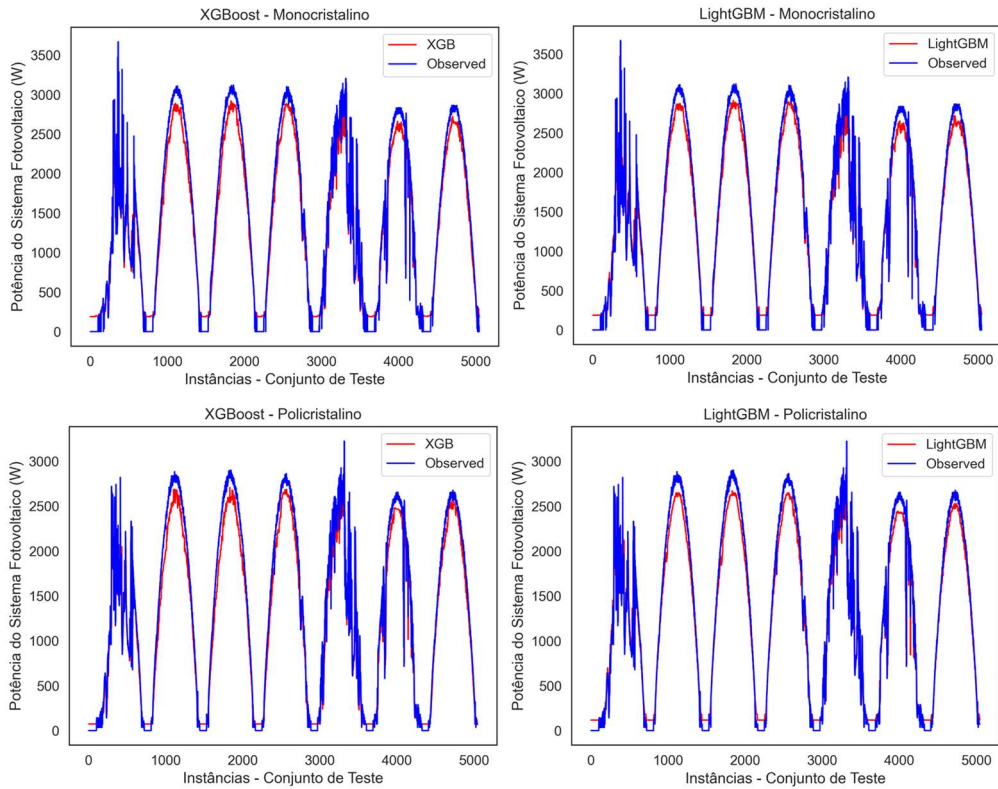 XGBoost - Monocristalino
XGB
Observed
Potência do Sistema Fotovoltaico (W)
3500
3000
2500
2000
1500
1000
500
0
0 1000 2000 3000 4000 5000
Instâncias - Conjunto de Teste
LightGBM - Monocristalino
LightGBM
Observed
Potência do Sistema Fotovoltaico (W)
3500
3000
2500
2000
1500
1000
500
0
0 1000 2000 3000 4000 5000
Instâncias - Conjunto de Teste
XGBoost - Policristalino
XGB
Observed
Potência do Sistema Fotovoltaico (W)
3000
2500
2000
1500
1000
500
0
0 1000 2000 3000 4000 5000
Instâncias - Conjunto de Teste
LightGBM - Policristalino
LightGBM
Observed
Potência do Sistema Fotovoltaico (W)
3000
2500
2000
1500
1000
500
0
0 1000 2000 3000 4000 5000
Instâncias - Conjunto de Teste